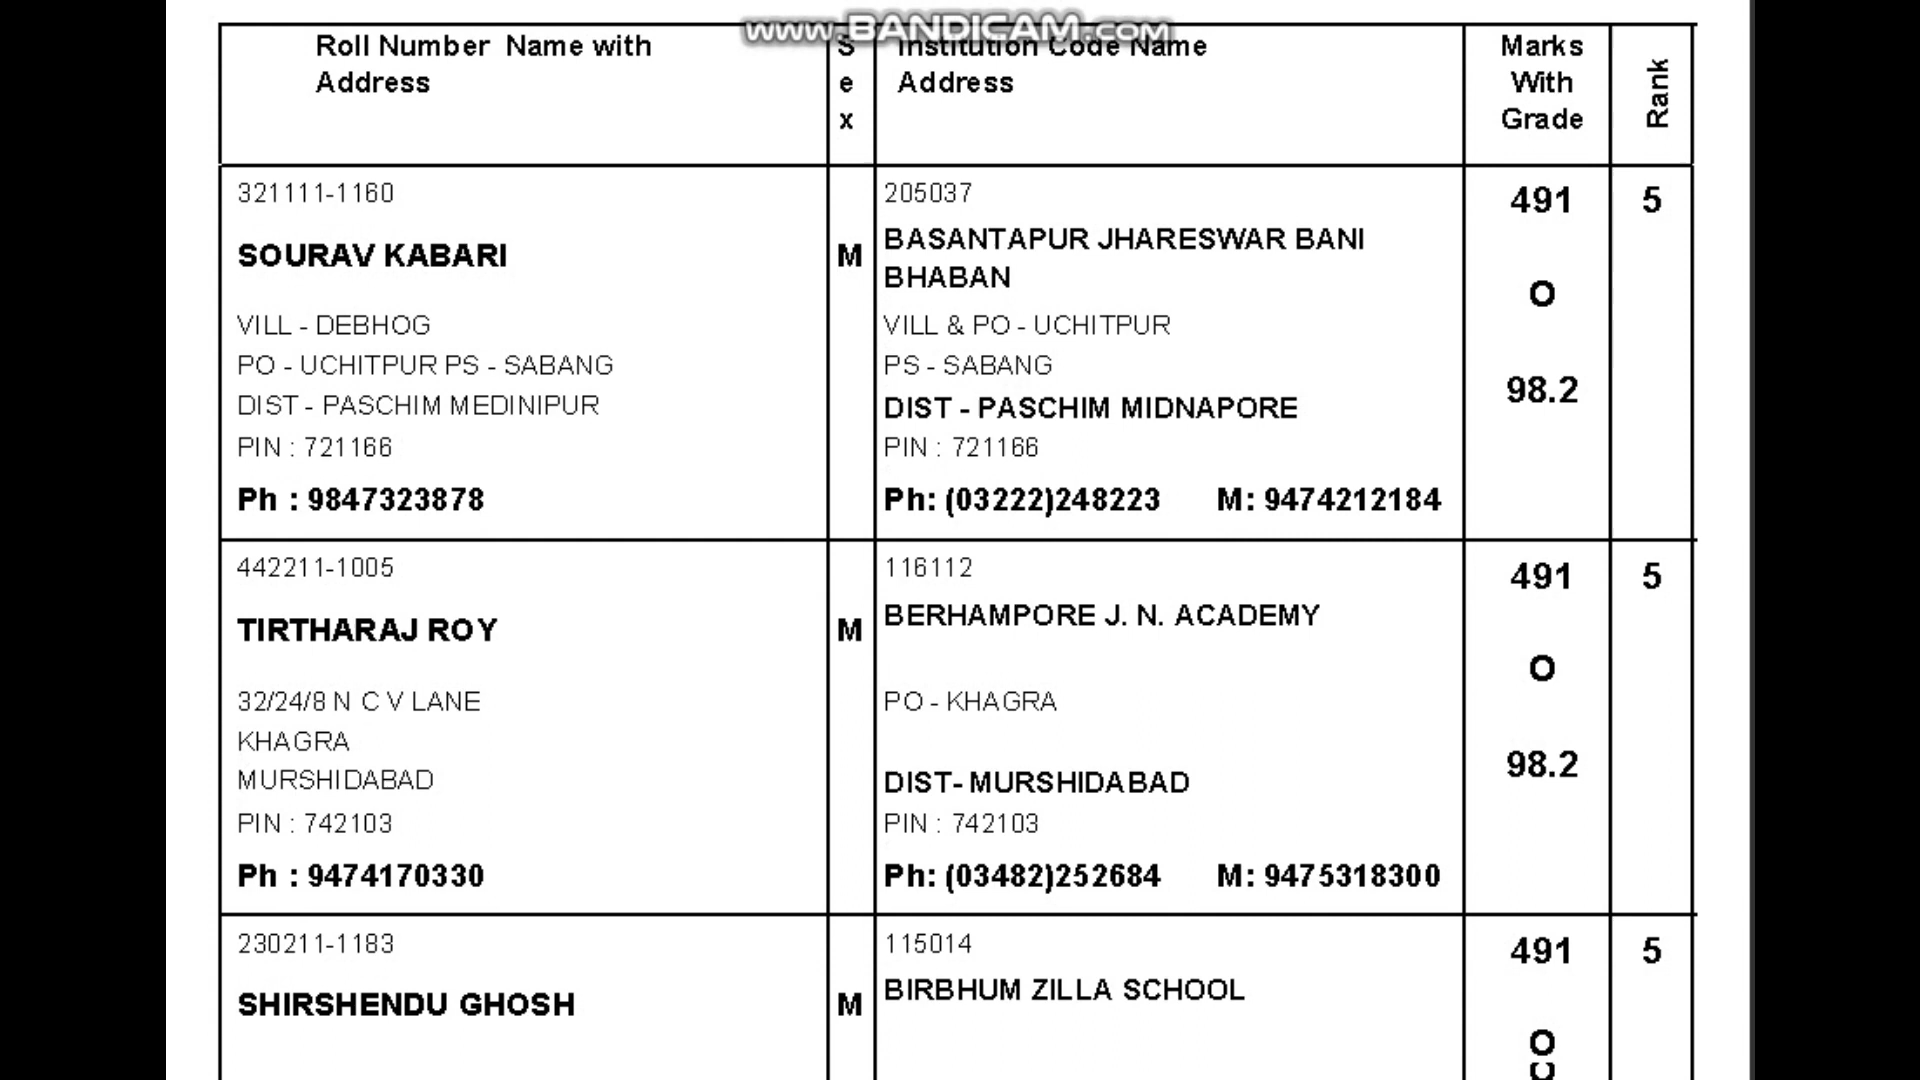 www.BANDICAM.com
Roll Number Name with
Address
S
e
x
Institution Code Name
Address
Marks
With
Grade
Rank
321111-1160
SOURAV KABARI
VILL - DEBHOG
PO - UCHITPUR PS - SABANG
DIST - PASCHIM MEDINIPUR
PIN : 721166
Ph : 9847323878
M
205037
BASANTAPUR JHARESWAR BANI
BHABAN
VILL & PO - UCHITPUR
PS - SABANG
DIST - PASCHIM MIDNAPORE
PIN : 721166
Ph: (03222)248223 M: 9474212184
491
O
98.2
5
442211-1005
TIRTHARAJ ROY
32/24/8 N C V LANE
KHAGRA
MURSHIDABAD
PIN : 742103
Ph : 9474170330
M
116112
BERHAMPORE J. N. ACADEMY
PO - KHAGRA
DIST- MURSHIDABAD
PIN : 742103
Ph: (03482)252684 M: 9475318300
491
O
98.2
5
230211-1183
SHIRSHENDU GHOSH
M
115014
BIRBHUM ZILLA SCHOOL
491
O
5